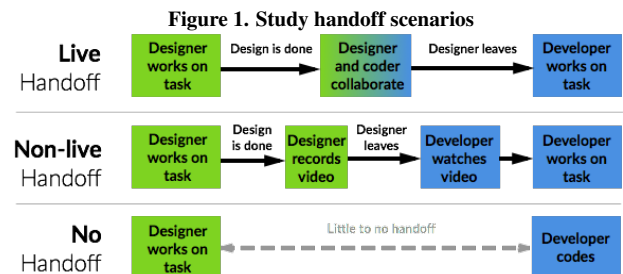 Figure 1. Study handoff scenarios
Live
Handoff
Designer
works on
task
Design is done
Designer
and coder
collaborate
Designer leaves
Developer
works on
task
Non-live
Handoff
Designer
works on
task
Design
is done
Designer
records
video
Designer
leaves
Developer
watches
video
Developer
works on
task
No
Handoff
Designer
works on
task
Little to no handoff
Developer
codes